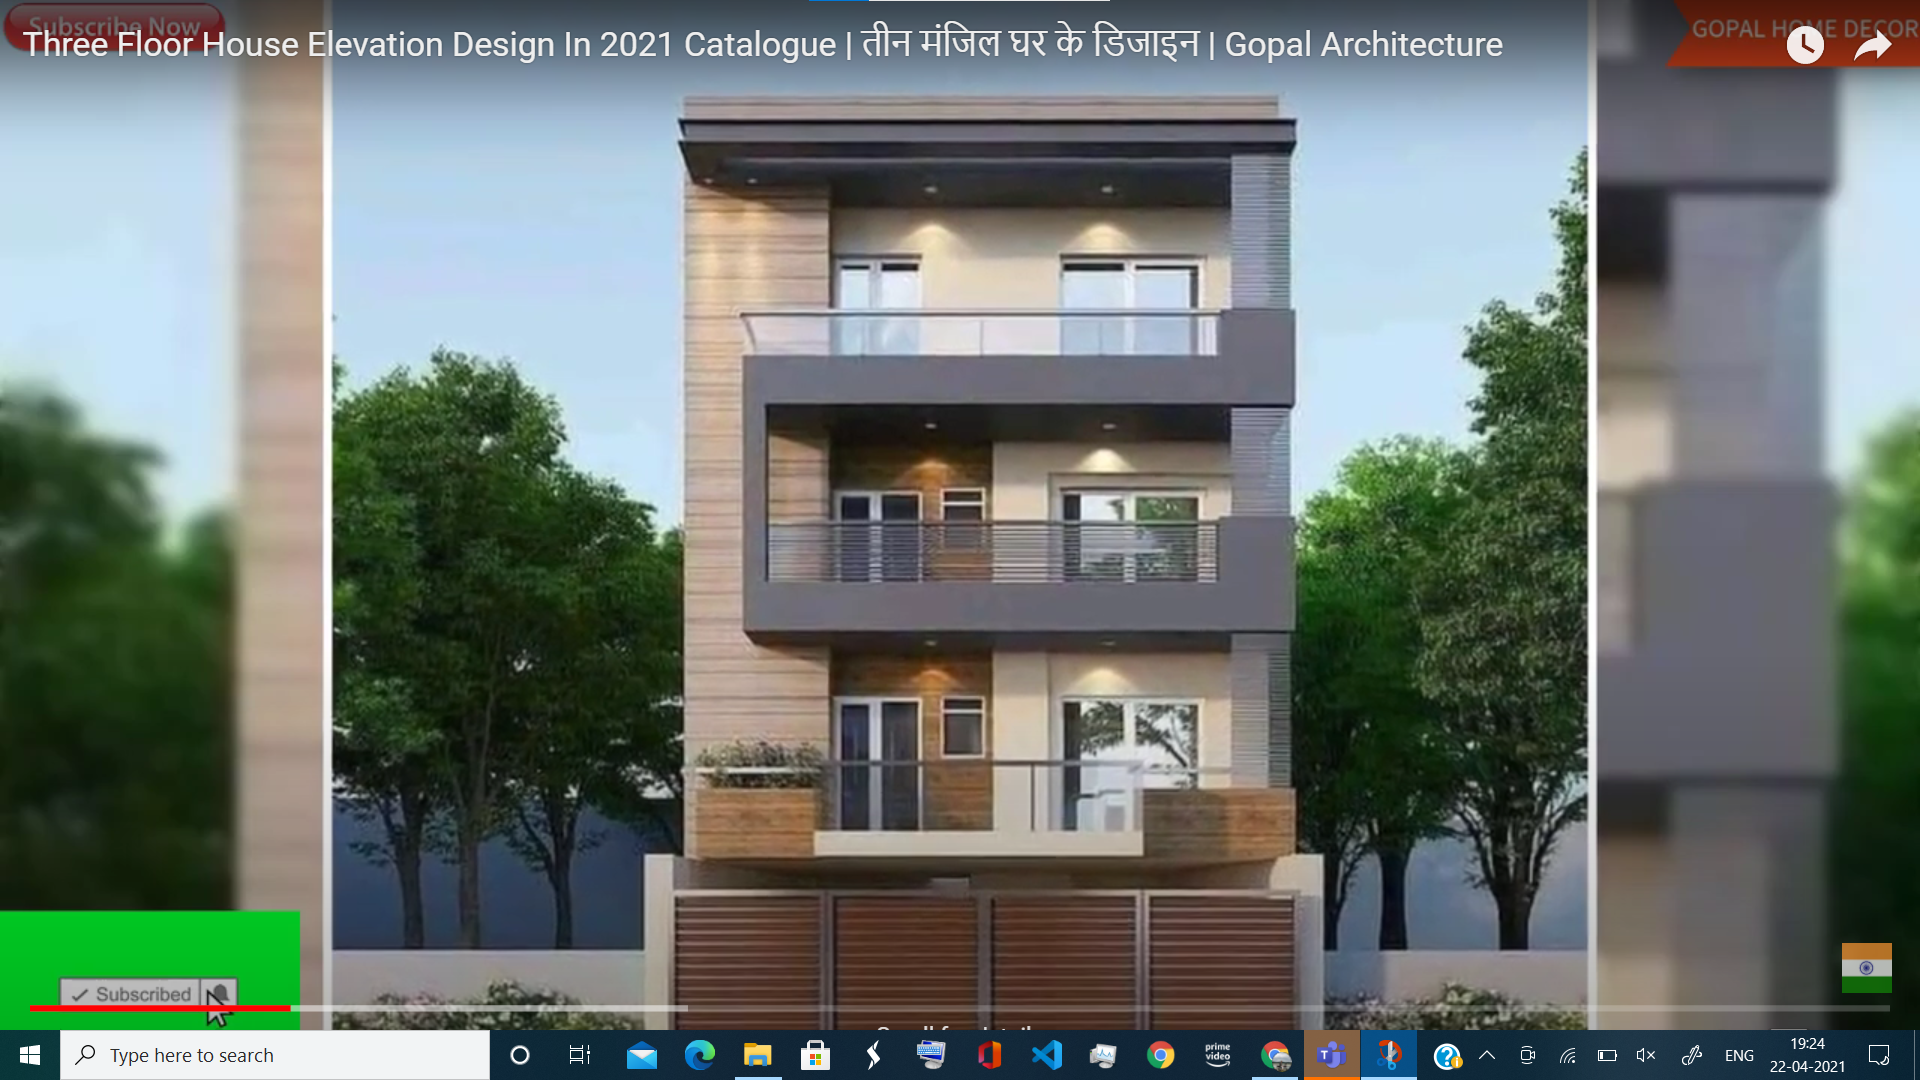 Subscribe Now
Three Floor House Elevation Design In 2021 Catalogue | तीन मंजिल घर के डिजाइन | Gopal Architecture
GOPAL HOME DECOR
Subscribed
Type here to search
prime video
ENG
19:24
22-04-2021